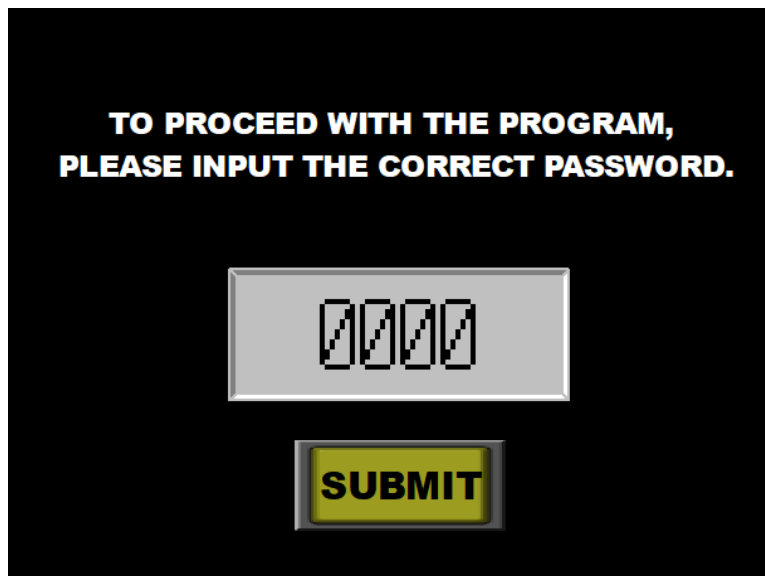 TO PROCEED WITH THE PROGRAM,
PLEASE INPUT THE CORRECT PASSWORD.
0000
SUBMIT